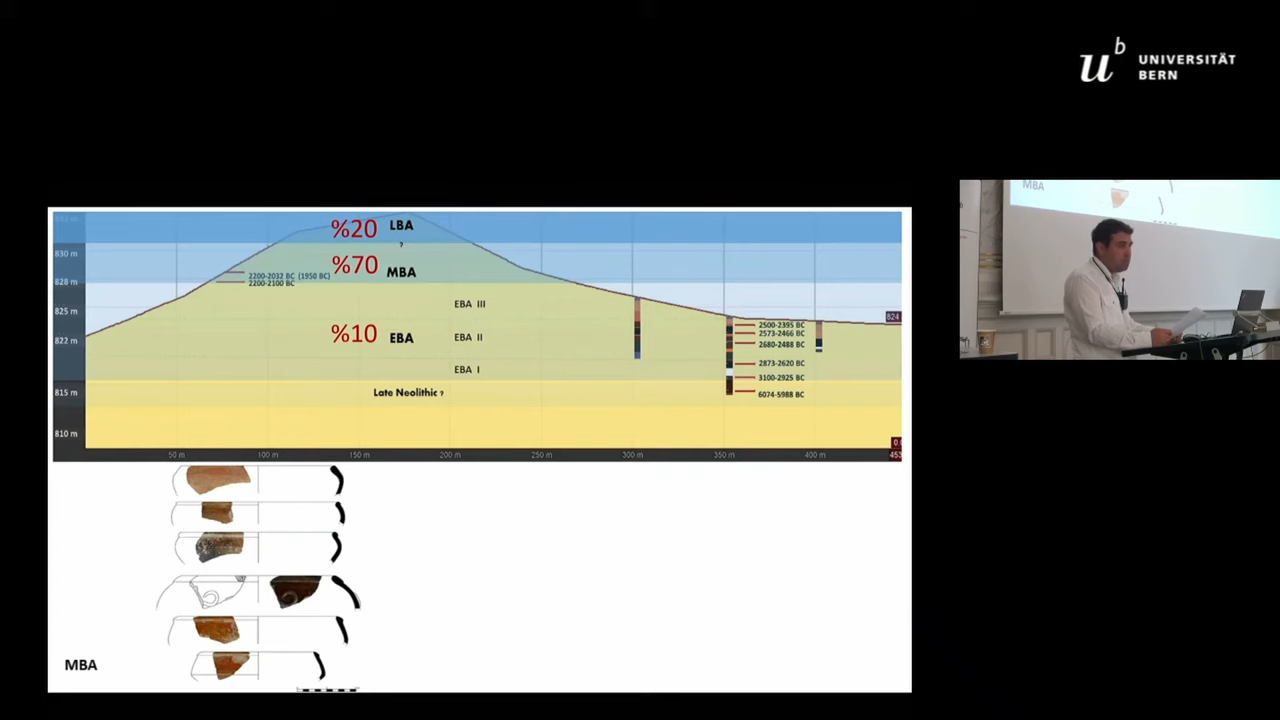 u^b UNIVERSITÄT
BERN
MBA
%20 LBA
?
830 m
%70 MBA
2200-2032 BC (1950 BC)
828 m
2200-2100 BC
EBA III
825 m
824
2500-2395 BC
2573-2466 BC
%10 EBA
EBA II
822 m
2680-2488 BC
2873-2620 BC
EBA I
3100-2925 BC
815 m
Late Neolithic ?
6074-5988 BC
810 m
50 m 100 m 150 m 200 m 250 m 300 m 350 m 400 m 453
MBA